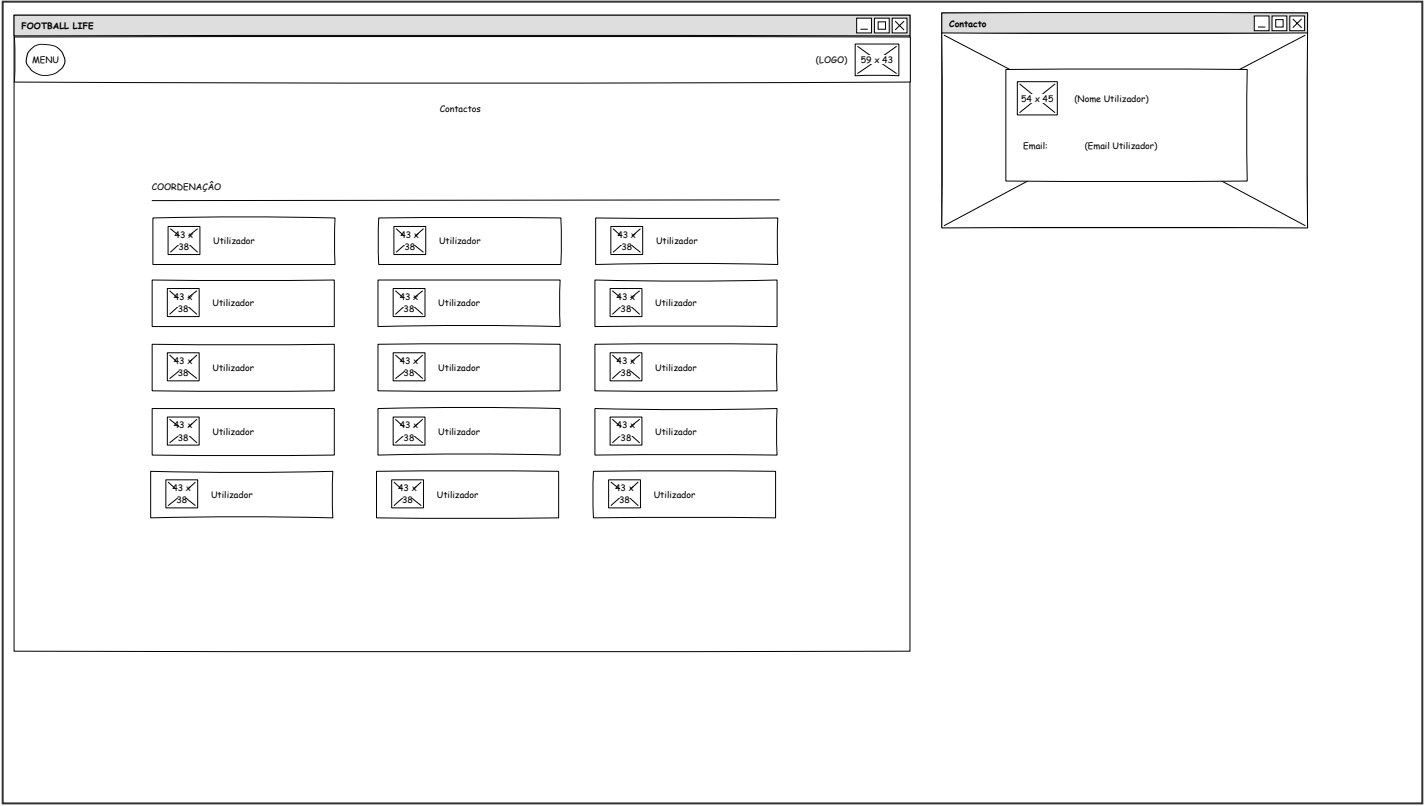 FOOTBALL LIFE
MENU
(LOGO) 59 x 43
Contactos
COORDENAÇÂO
43 x 38 Utilizador 43 x 38 Utilizador 43 x 38 Utilizador
43 x 38 Utilizador 43 x 38 Utilizador 43 x 38 Utilizador
43 x 38 Utilizador 43 x 38 Utilizador 43 x 38 Utilizador
43 x 38 Utilizador 43 x 38 Utilizador 43 x 38 Utilizador
43 x 38 Utilizador 43 x 38 Utilizador 43 x 38 Utilizador
Contacto
54 x 45 (Nome Utilizador)
Email: (Email Utilizador)